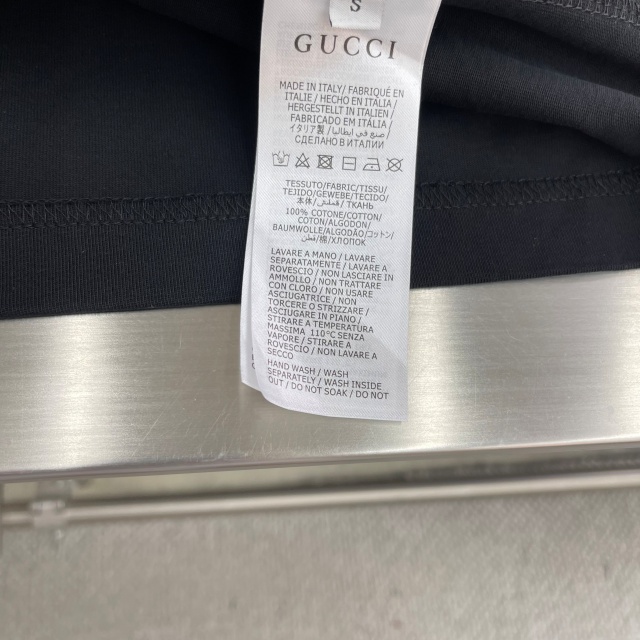 S
GUCCI
MADE IN ITALY/ FABRIQUÉ EN
ITALIE / HECHO EN ITALIA/
HERGESTELLT IN ITALIEN
FABRICADO EM ITÁLIA/
イタリア製 / صنع في ايطاليا /
СДЕЛАНО В ИТАЛИИ
TESSUTO/FABRIC/TISSU/
TEJIDO/GEWEBE/TECIDO/
本体/ قماش / ТКАНЬ
100% COTONE/COTTON/
COTON/ALGODON/
BAUMWOLLE/ALGODÃO/コットン
/قطن/棉/ХЛОПОК
LAVARE A MANO / LAVARE
SEPARATAMENTE / LAVARE A
ROVESCIO / NON LASCIARE IN
AMMOLLO / NON TRATTARE
CON CLORO / NON USARE
ASCIUGATRICE / NON
TORCERE O STRIZZARE /
ASCIUGARE IN PIANO /
STIRARE A TEMPERATURA
MASSIMA 110°C SENZA
VAPORE / STIRARE A
ROVESCIO / NON LAVARE A
SECCO
HAND WASH / WASH
SEPARATELY / WASH INSIDE
OUT / DO NOT SOAK / DO NOT